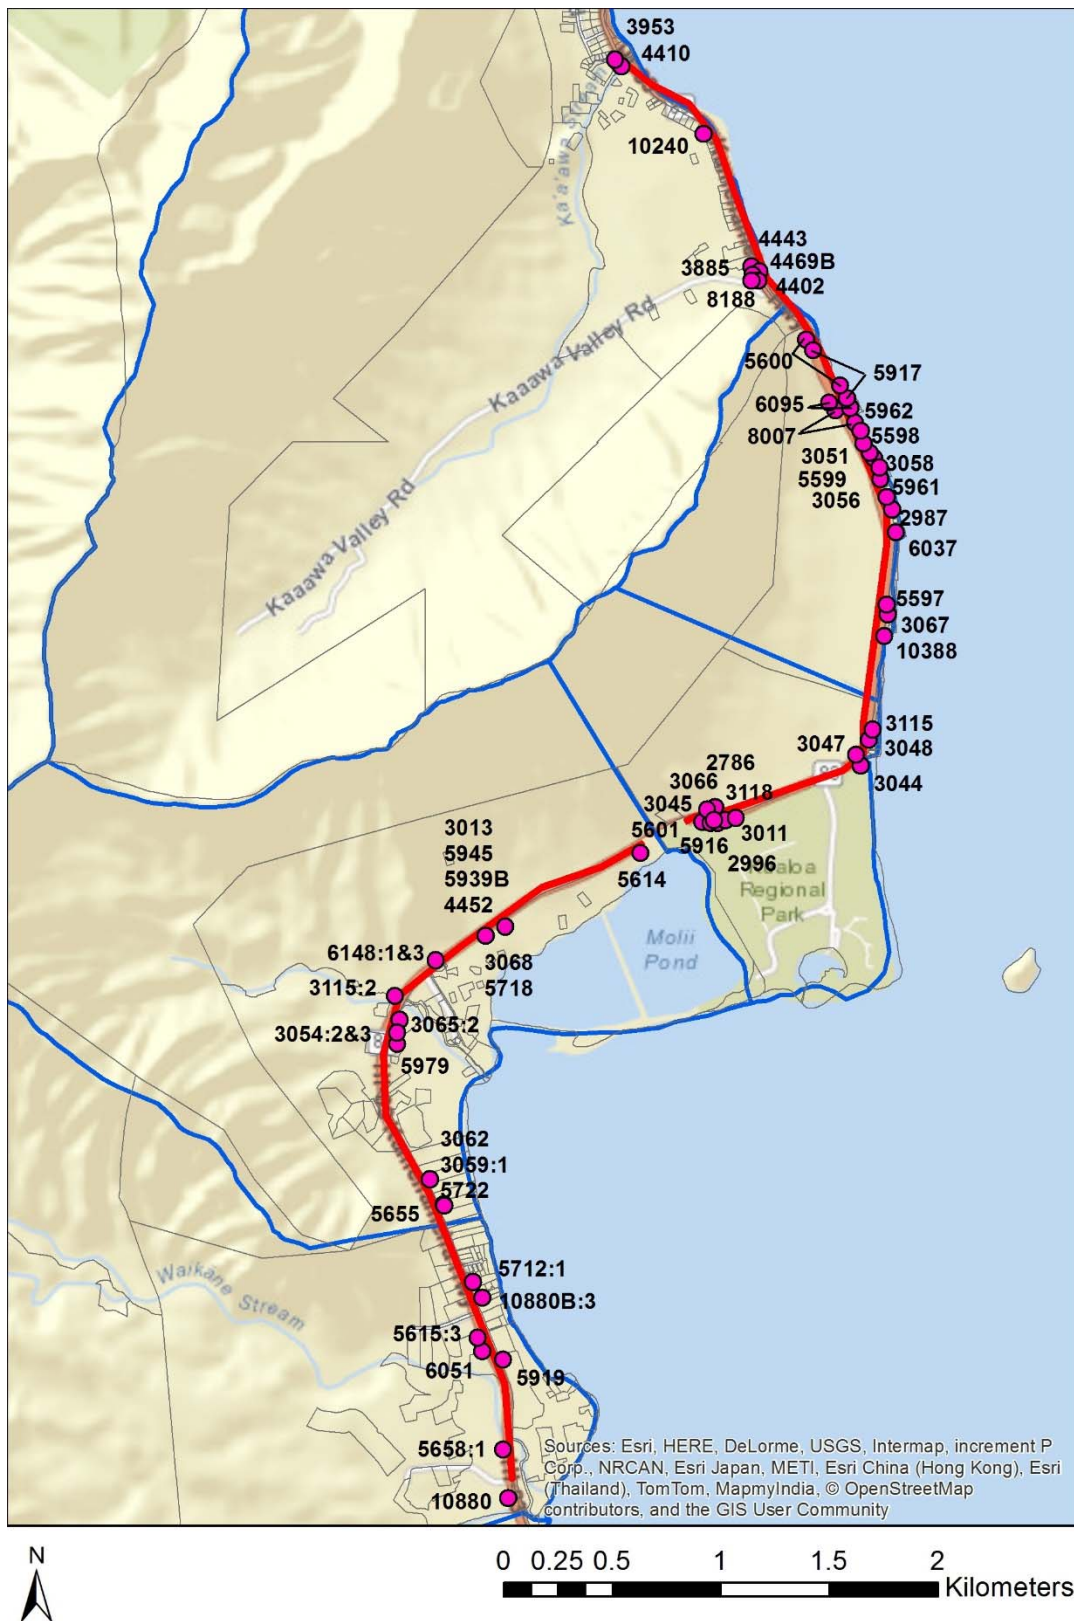 3953
4410
10240
Ka'a'awa Stream
4443
3885
4469B
4402
8188
Hwy
Kaaawa Valley Rd
5600
5917
6095
5962
8007
5598
3051
3058
5599
5961
3056
2987
6037
Kaaawa Valley Rd
5597
3067
10388
3115
3047
3048
3044
2786
3066
3118
3045
3011
5601
5916
2996
5614
Regional
Park
3013
5945
5939B
4452
Molii
Pond
6148:1&3
3068
5718
3115:2
3065:2
3054:2&3
5979
3062
3059:1
5722
5655
Waikane Stream
5712:1
10880B:3
5615:3
6051
5919
5658:1
10880
Sources: Esri, HERE, DeLorme, USGS, Intermap, increment P
Corp., NRCAN, Esri Japan, METI, Esri China (Hong Kong), Esri
(Thailand), TomTom, MapmyIndia, © OpenStreetMap
contributors, and the GIS User Community
N
0 0.25 0.5 1 1.5 2
Kilometers